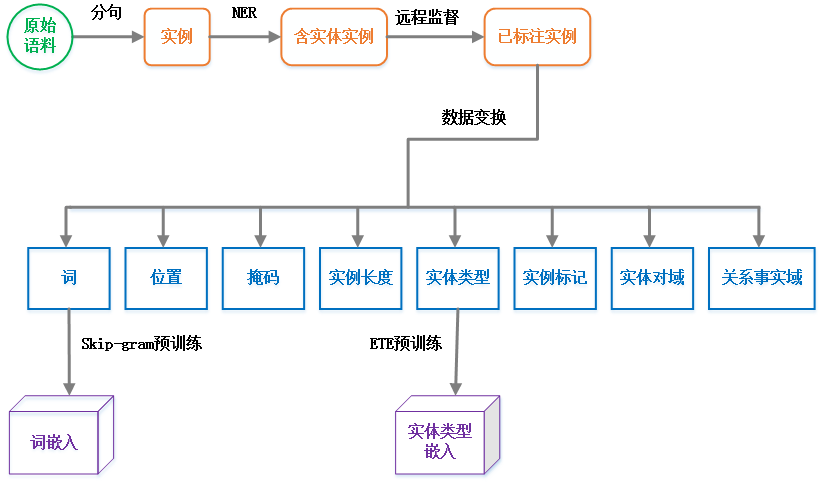 分句
NER
远程监督
原始
语料
实例
含实体实例
已标注实例
数据变换
词
位置
掩码
实例长度
实体类型
实例标记
实体对域
关系事实域
Skip-gram预训练
ETE预训练
词嵌入
实体类型
嵌入